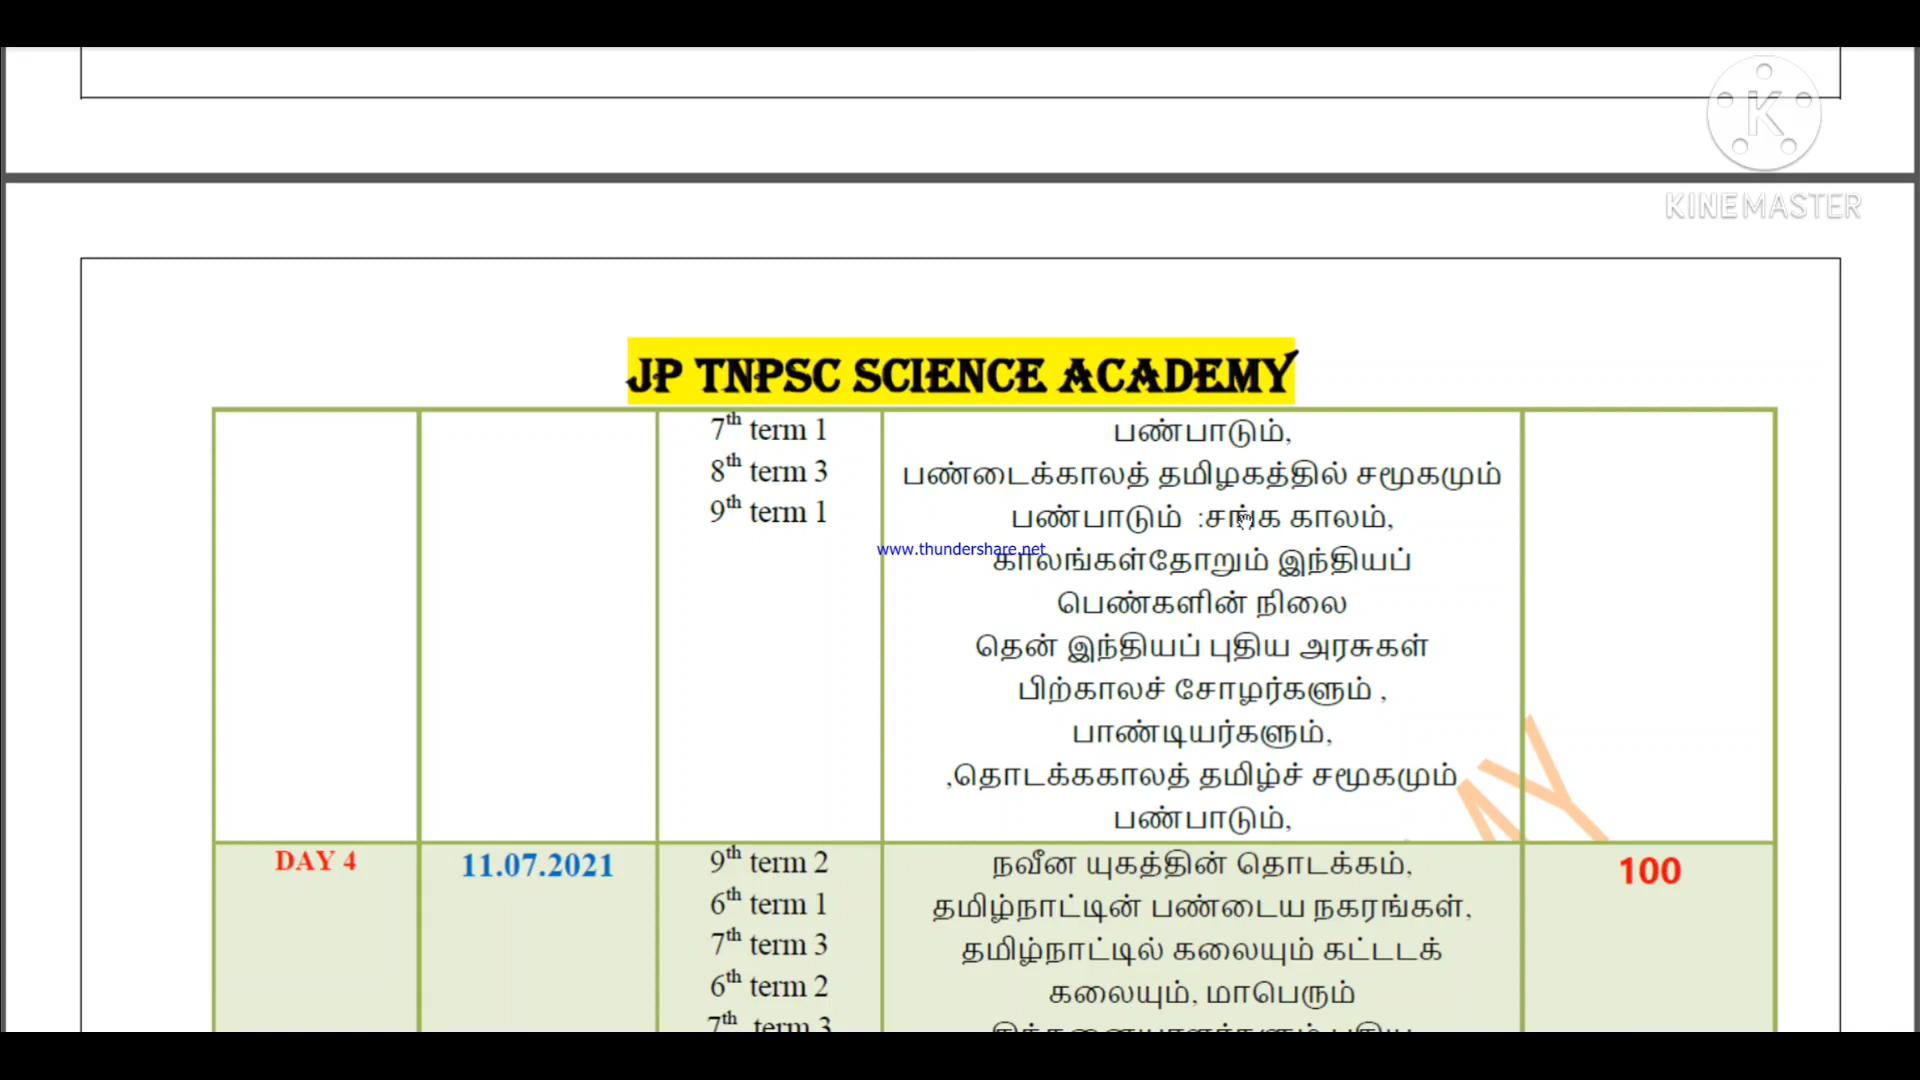 K
KINEMASTER
JP TNPSC SCIENCE ACADEMY
7th term 1
8th term 3
9th term 1
பண்பாடும்,
பண்டைக்காலத் தமிழகத்தில் சமூகமும்
பண்பாடும் :சங்க காலம்,
www.thundershare.net
காலங்கள்தோறும் இந்தியப்
பெண்களின் நிலை
தென் இந்தியப் புதிய அரசுகள்
பிற்காலச் சோழர்களும் ,
பாண்டியர்களும்,
,தொடக்ககாலத் தமிழ்ச் சமூகமும்
பண்பாடும்,
DAY 4
11.07.2021
9th term 2
6th term 1
7th term 3
6th term 2
7th term 3
நவீன யுகத்தின் தொடக்கம்,
தமிழ்நாட்டின் பண்டைய நகரங்கள்,
தமிழ்நாட்டில் கலையும் கட்டடக்
கலையும், மாபெரும்
100
MY